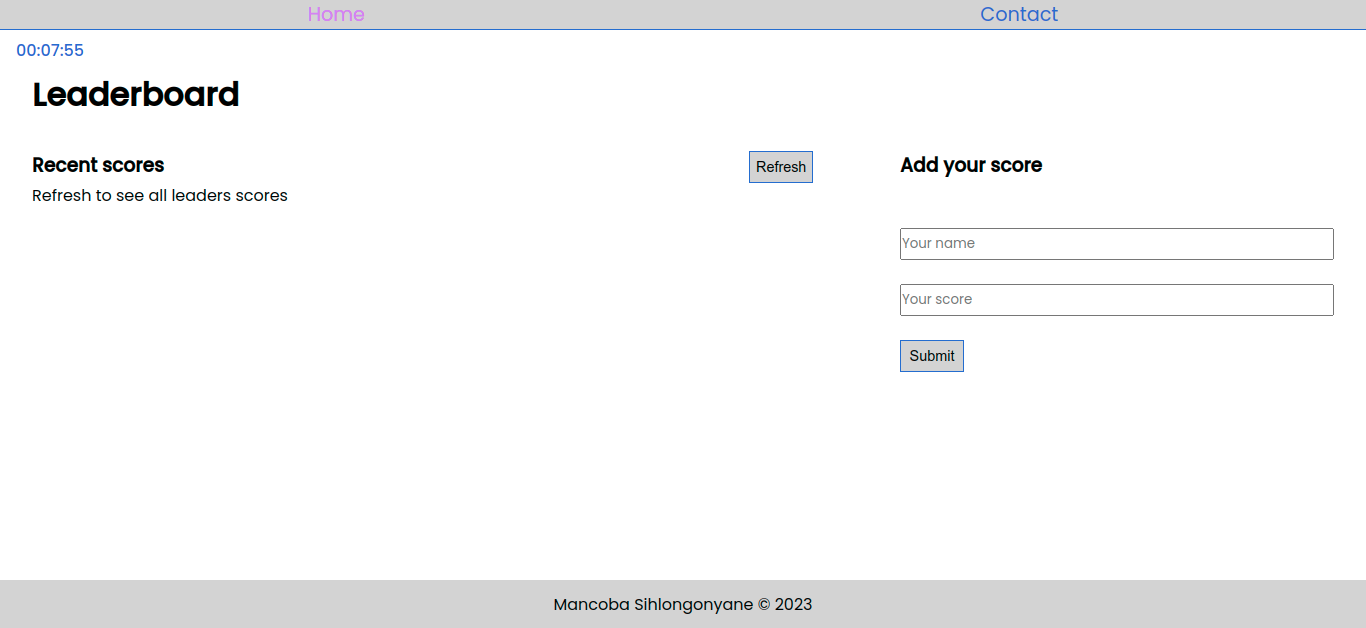 Home
Contact
00:07:55
Leaderboard
Recent scores
Refresh
Refresh to see all leaders scores
Add your score
Your name
Your score
Submit
Mancoba Sihlongonyane © 2023